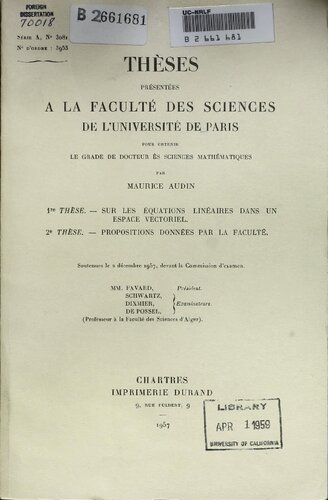 FOREIGN
DISSERTATION
70018
B 2661681
UC-NRLF
B 2 661 681
SÉRIE A, N° 3081
N° D'ORDRE : 3953
THÈSES
PRÉSENTÉES
A LA FACULTÉ DES SCIENCES
DE L'UNIVERSITÉ DE PARIS
POUR OBTENIR
LE GRADE DE DOCTEUR ÈS SCIENCES MATHÉMATIQUES
PAR
MAURICE AUDIN
1re THÈSE. — SUR LES ÉQUATIONS LINÉAIRES DANS UN
ESPACE VECTORIEL.
2e THÈSE. — PROPOSITIONS DONNÉES PAR LA FACULTÉ.
Soutenues le 2 décembre 1957, devant la Commission d'examen.
MM. FAVARD, Président.
SCHWARTZ,
DIXMIER, Examinateurs.
DE POSSEL,
(Professeur à la Faculté des Sciences d'Alger).
CHARTRES
IMPRIMERIE DURAND
9, RUE FULBERT, 9
1957
LIBRARY
APR 1 1959
UNIVERSITY OF CALIFORNIA